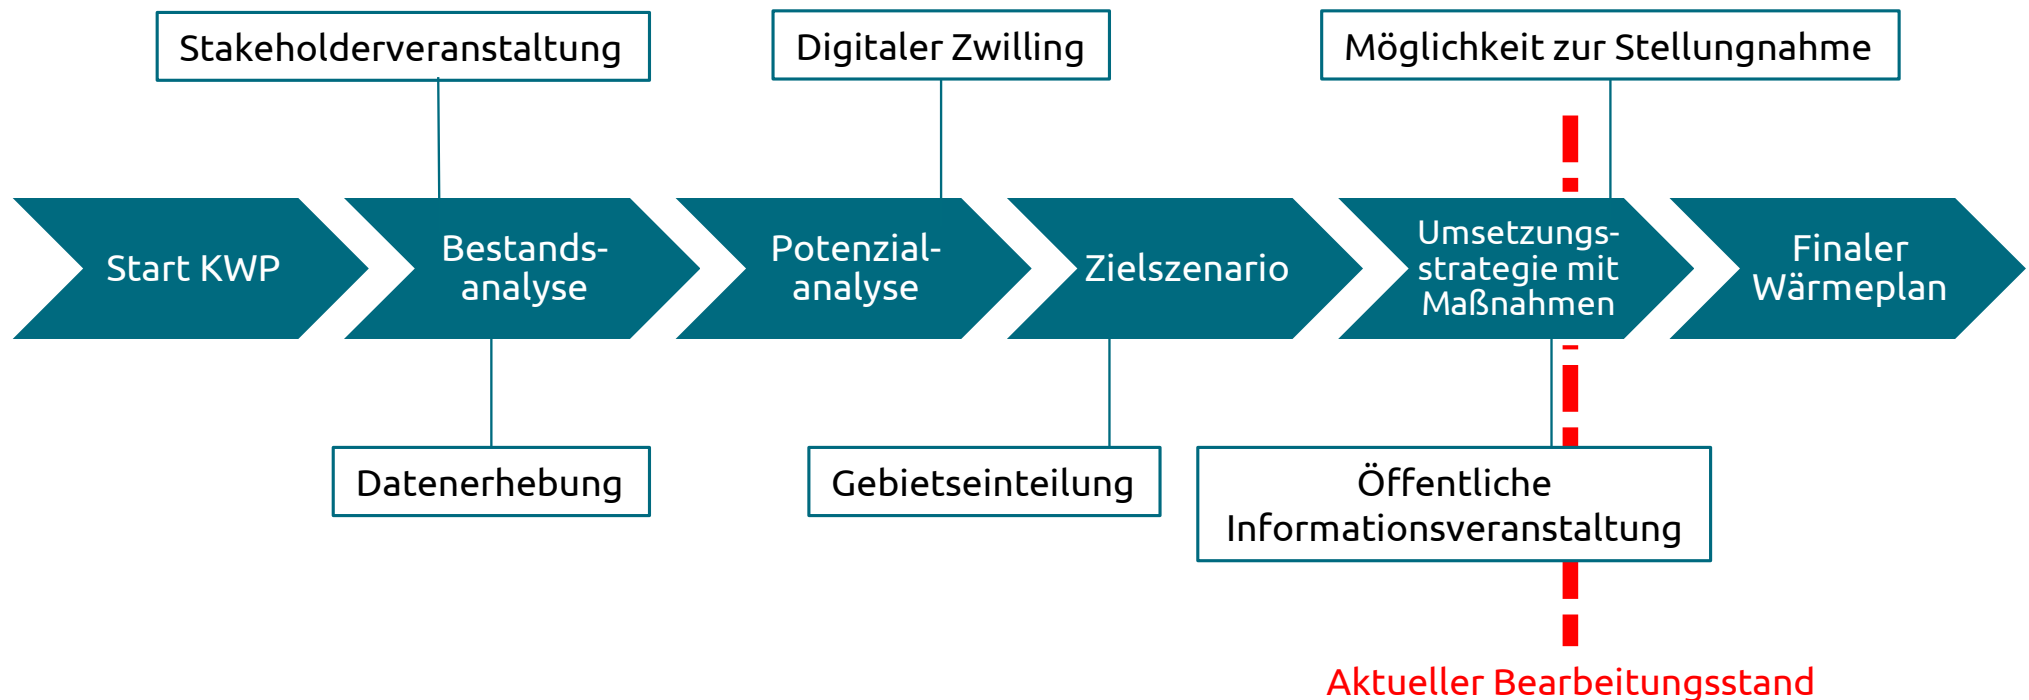 Stakeholderveranstaltung
Digitaler Zwilling
Möglichkeit zur Stellungnahme
Start KWP
Bestands-
analyse
Potenzial-
analyse
Zielszenario
Umsetzungs-
strategie mit
Maßnahmen
Finaler
Wärmeplan
Datenerhebung
Gebietseinteilung
Öffentliche
Informationsveranstaltung
Aktueller Bearbeitungsstand